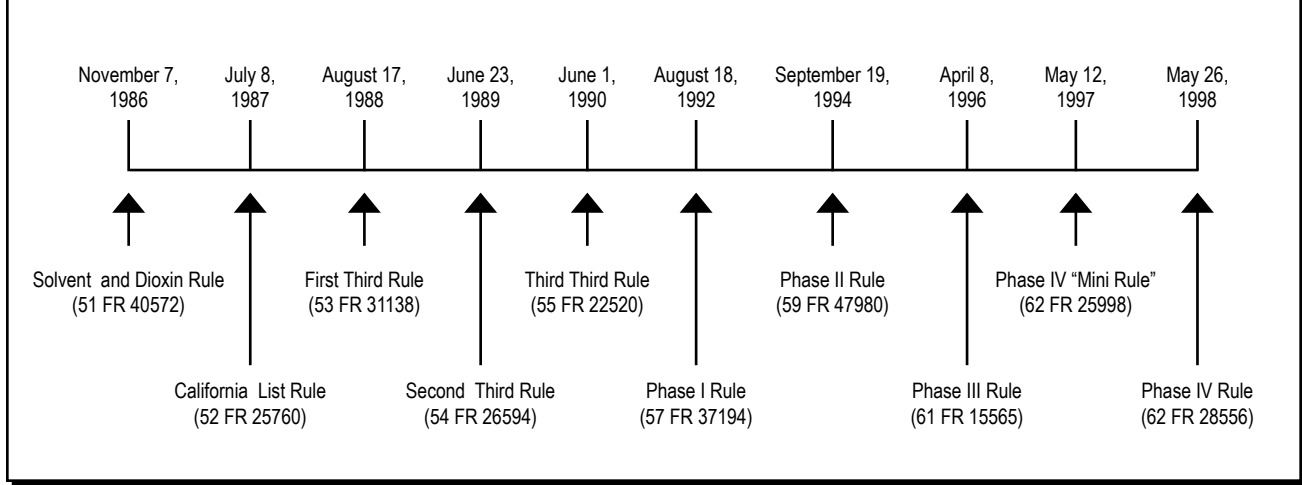 November 7,
1986
July 8,
1987
August 17,
1988
June 23,
1989
June 1,
1990
August 18,
1992
September 19,
1994
April 8,
1996
May 12,
1997
May 26,
1998
Solvent and Dioxin Rule
(51 FR 40572)
First Third Rule
(53 FR 31138)
Third Third Rule
(55 FR 22520)
Phase II Rule
(59 FR 47980)
Phase IV “Mini Rule”
(62 FR 25998)
California List Rule
(52 FR 25760)
Second Third Rule
(54 FR 26594)
Phase I Rule
(57 FR 37194)
Phase III Rule
(61 FR 15565)
Phase IV Rule
(62 FR 28556)